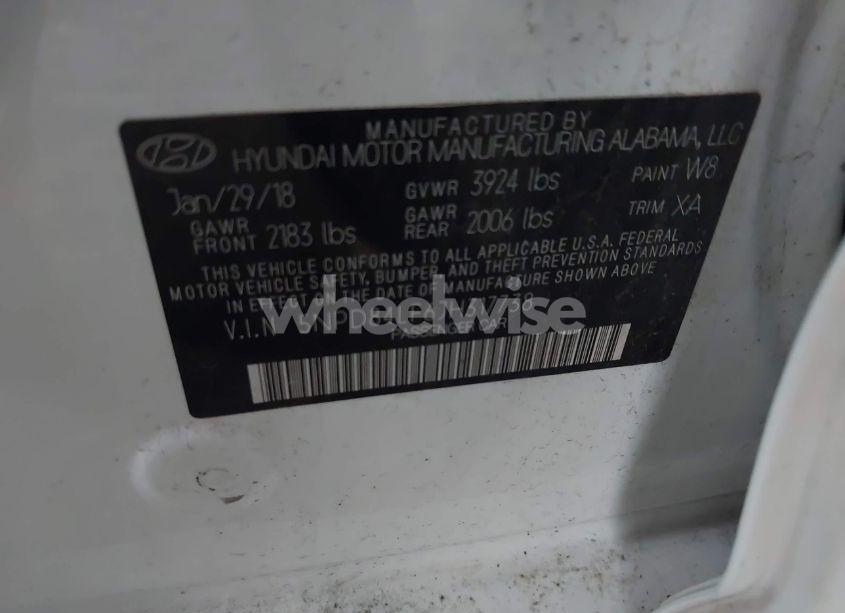 MANUFACTURED BY
HYUNDAI MOTOR MANUFACTURING ALABAMA, LLC
Jan/29/18 GVWR 3924 lbs PAINT W8
GAWR FRONT 2183 lbs GAWR REAR 2006 lbs TRIM XA
THIS VEHICLE CONFORMS TO ALL APPLICABLE U.S.A. FEDERAL
MOTOR VEHICLE SAFETY, BUMPER, AND THEFT PREVENTION STANDARDS
IN EFFECT ON THE DATE OF MANUFACTURE SHOWN ABOVE
V.I.N
PASSENGER CAR
wheelwise